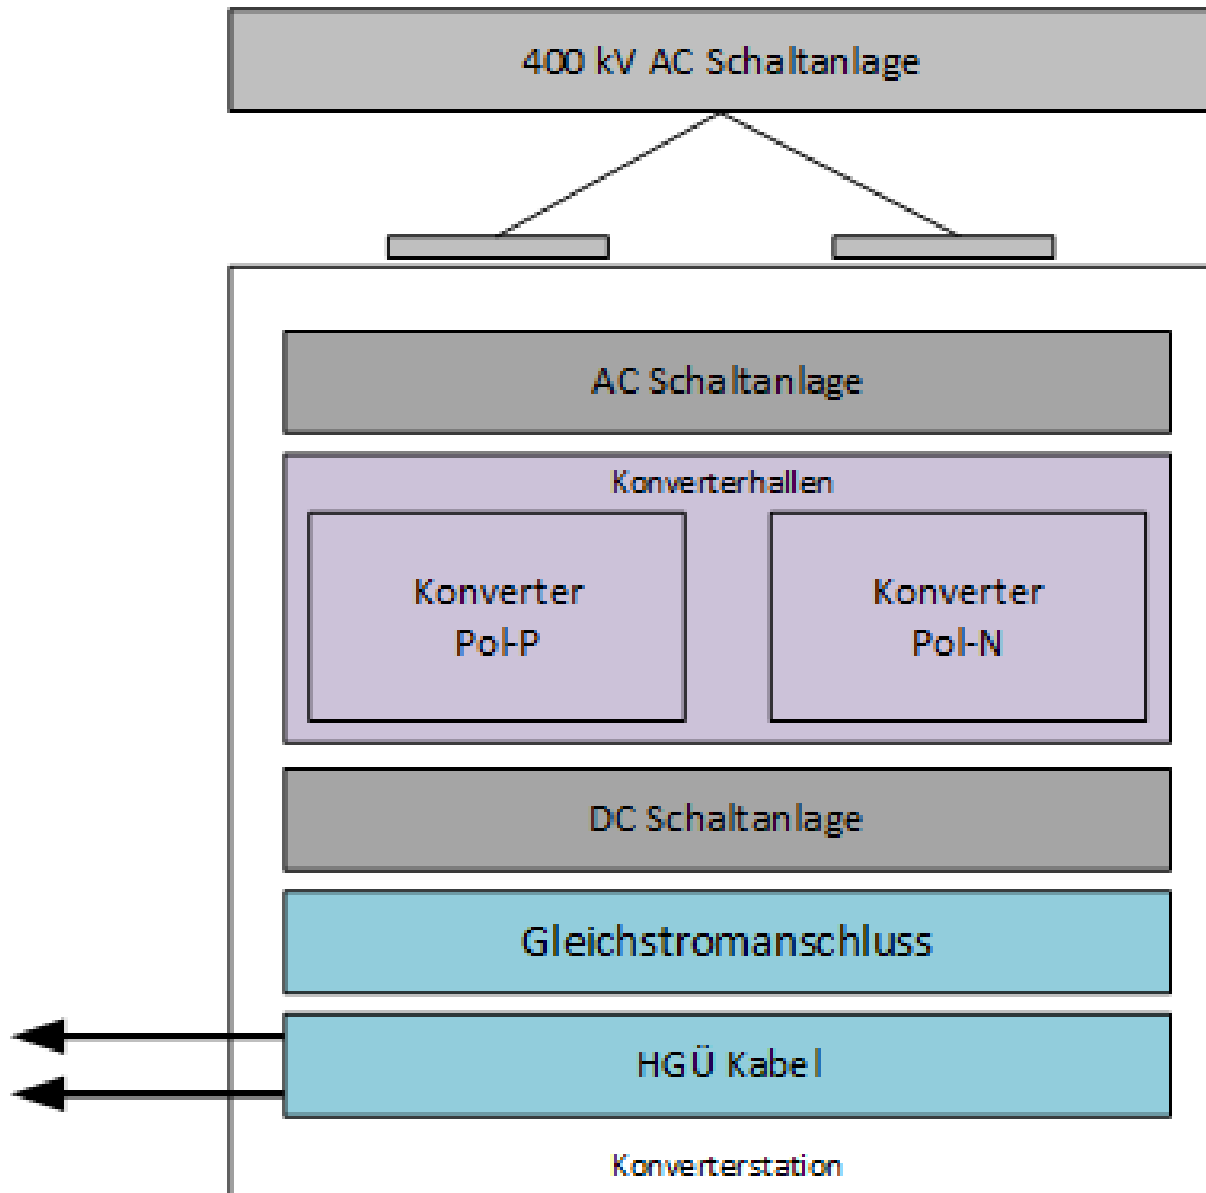 400 kV AC Schaltanlage
AC Schaltanlage
Konverterhallen
Konverter
Pol-P
Konverter
Pol-N
DC Schaltanlage
Gleichstromanschluss
HGÜ Kabel
Konverterstation